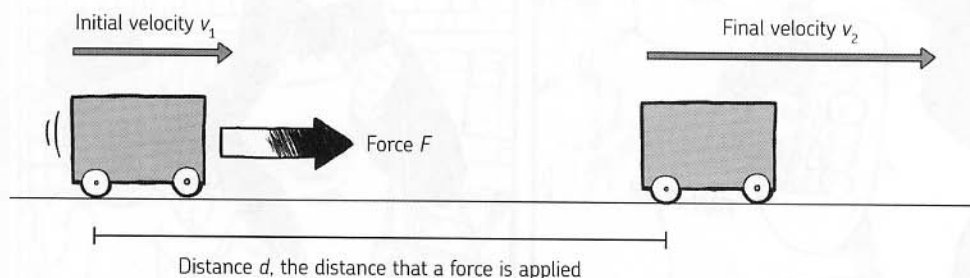 Initial velocity v₁
Final velocity v₂
Force F
Distance d, the distance that a force is applied